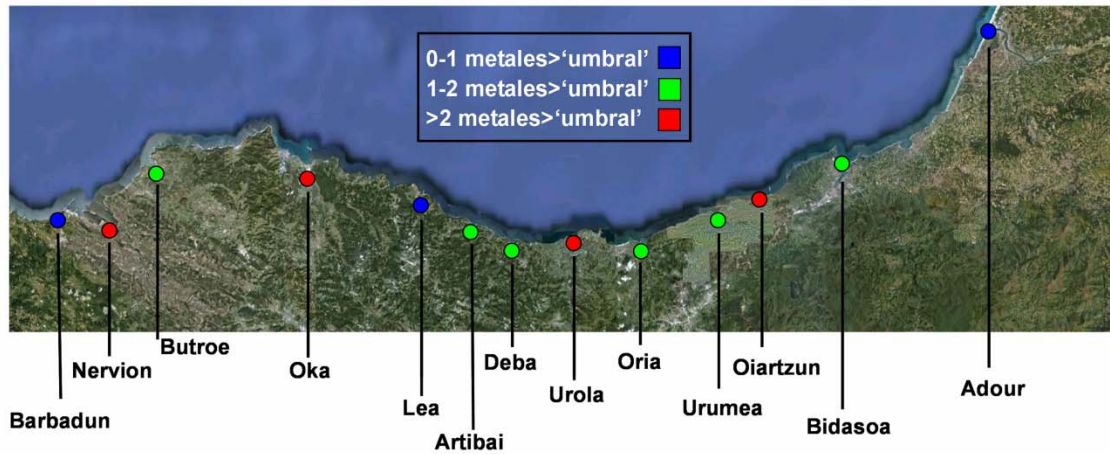 0-1 metales>‘umbral’
1-2 metales>‘umbral’
>2 metales>‘umbral’
Barbadun
Nervion
Butroe
Oka
Lea
Artibai
Deba
Urola
Oria
Urumea
Oiartzun
Bidasoa
Adour